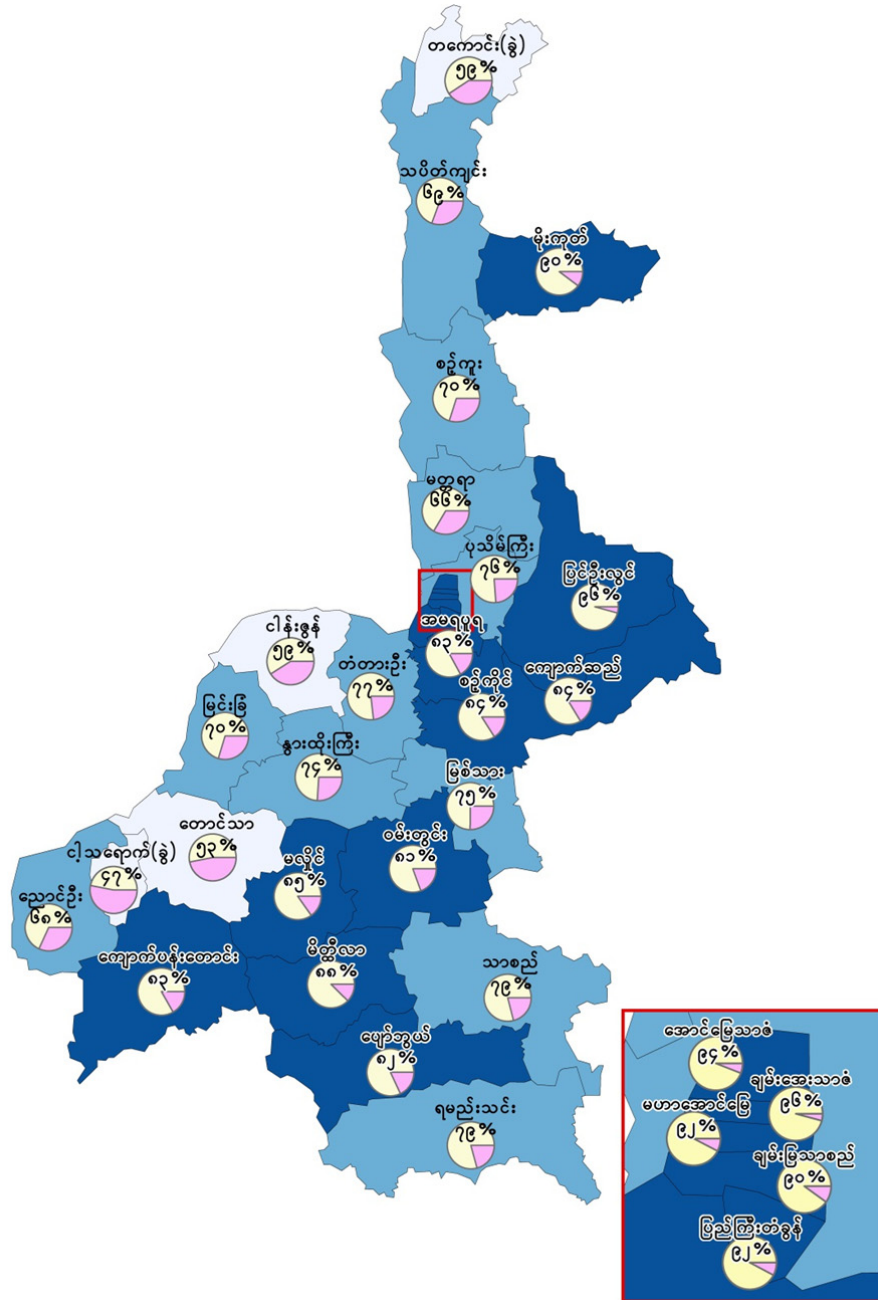 တကောင်း(ခွဲ)
၅၉%
သပိတ်ကျင်း
၆၉%
မိုးကုတ်
၉၀%
စဉ့်ကူး
၇၀%
မတ္တရာ
၆၆%
ပုသိမ်ကြီး
၇၆%
ပြင်ဦးလွင်
၉၆%
အမရပူရ
၈၃%
ငါန်းဇွန်
၅၉%
တံတားဦး
၇၇%
စဉ့်ကိုင်
၈၄%
ကျောက်ဆည်
၈၄%
မြင်းခြံ
၇၀%
နွားထိုးကြီး
၇၄%
မြစ်သား
၇၅%
တောင်သာ
၅၃%
ဝမ်းတွင်း
၈၁%
ငါ့သရောက်(ခွဲ)
၄၇%
မလှိုင်
၈၅%
ညောင်ဦး
၆၈%
ကျောက်ပန်းတောင်း
၈၃%
မိတ္ထီလာ
၈၈%
သာစည်
၇၉%
ပျော်ဘွယ်
၈၂%
ရမည်းသင်း
၇၉%
အောင်မြေသာဇံ
၉၄%
ချမ်းအေးသာဇံ
၉၆%
မဟာအောင်မြေ
၉၂%
ချမ်းမြသာစည်
၉၀%
ပြည်ကြီးတံခွန်
၉၂%